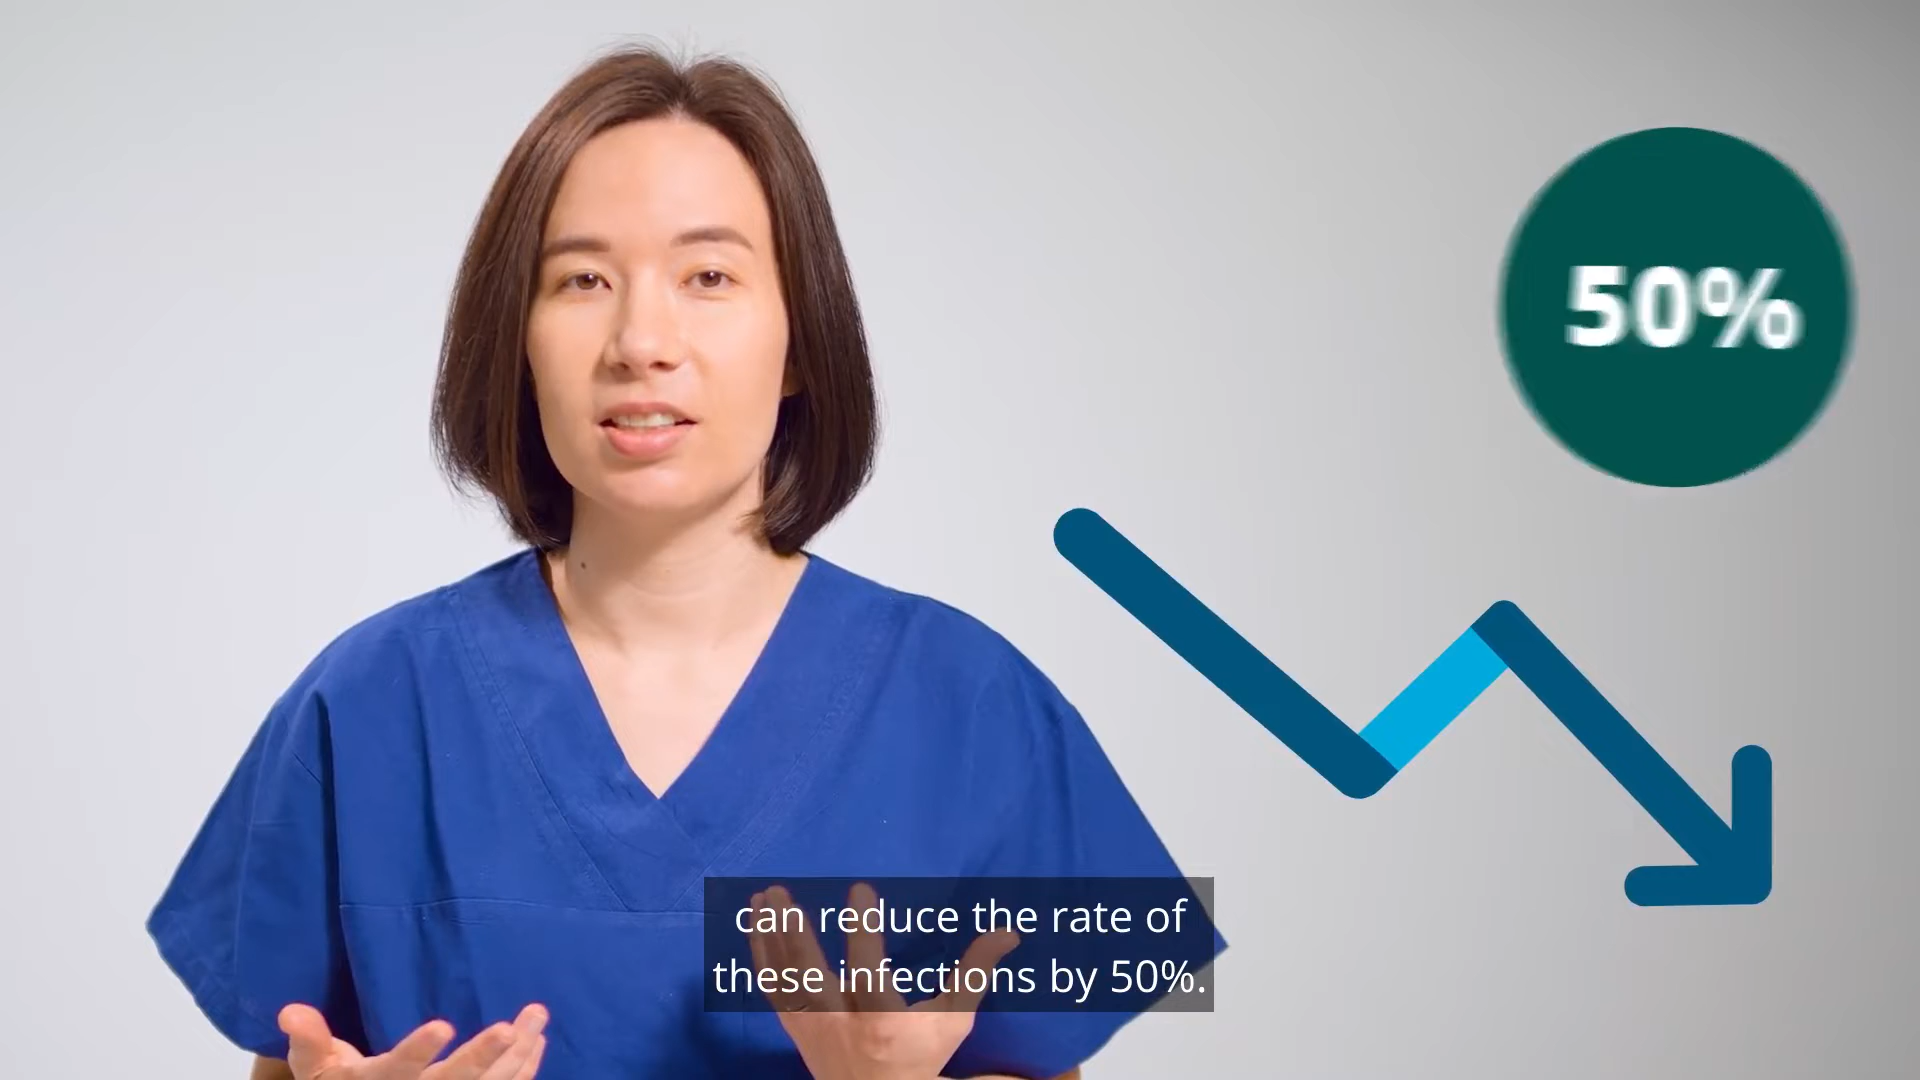 50%
can reduce the rate of
these infections by 50%.